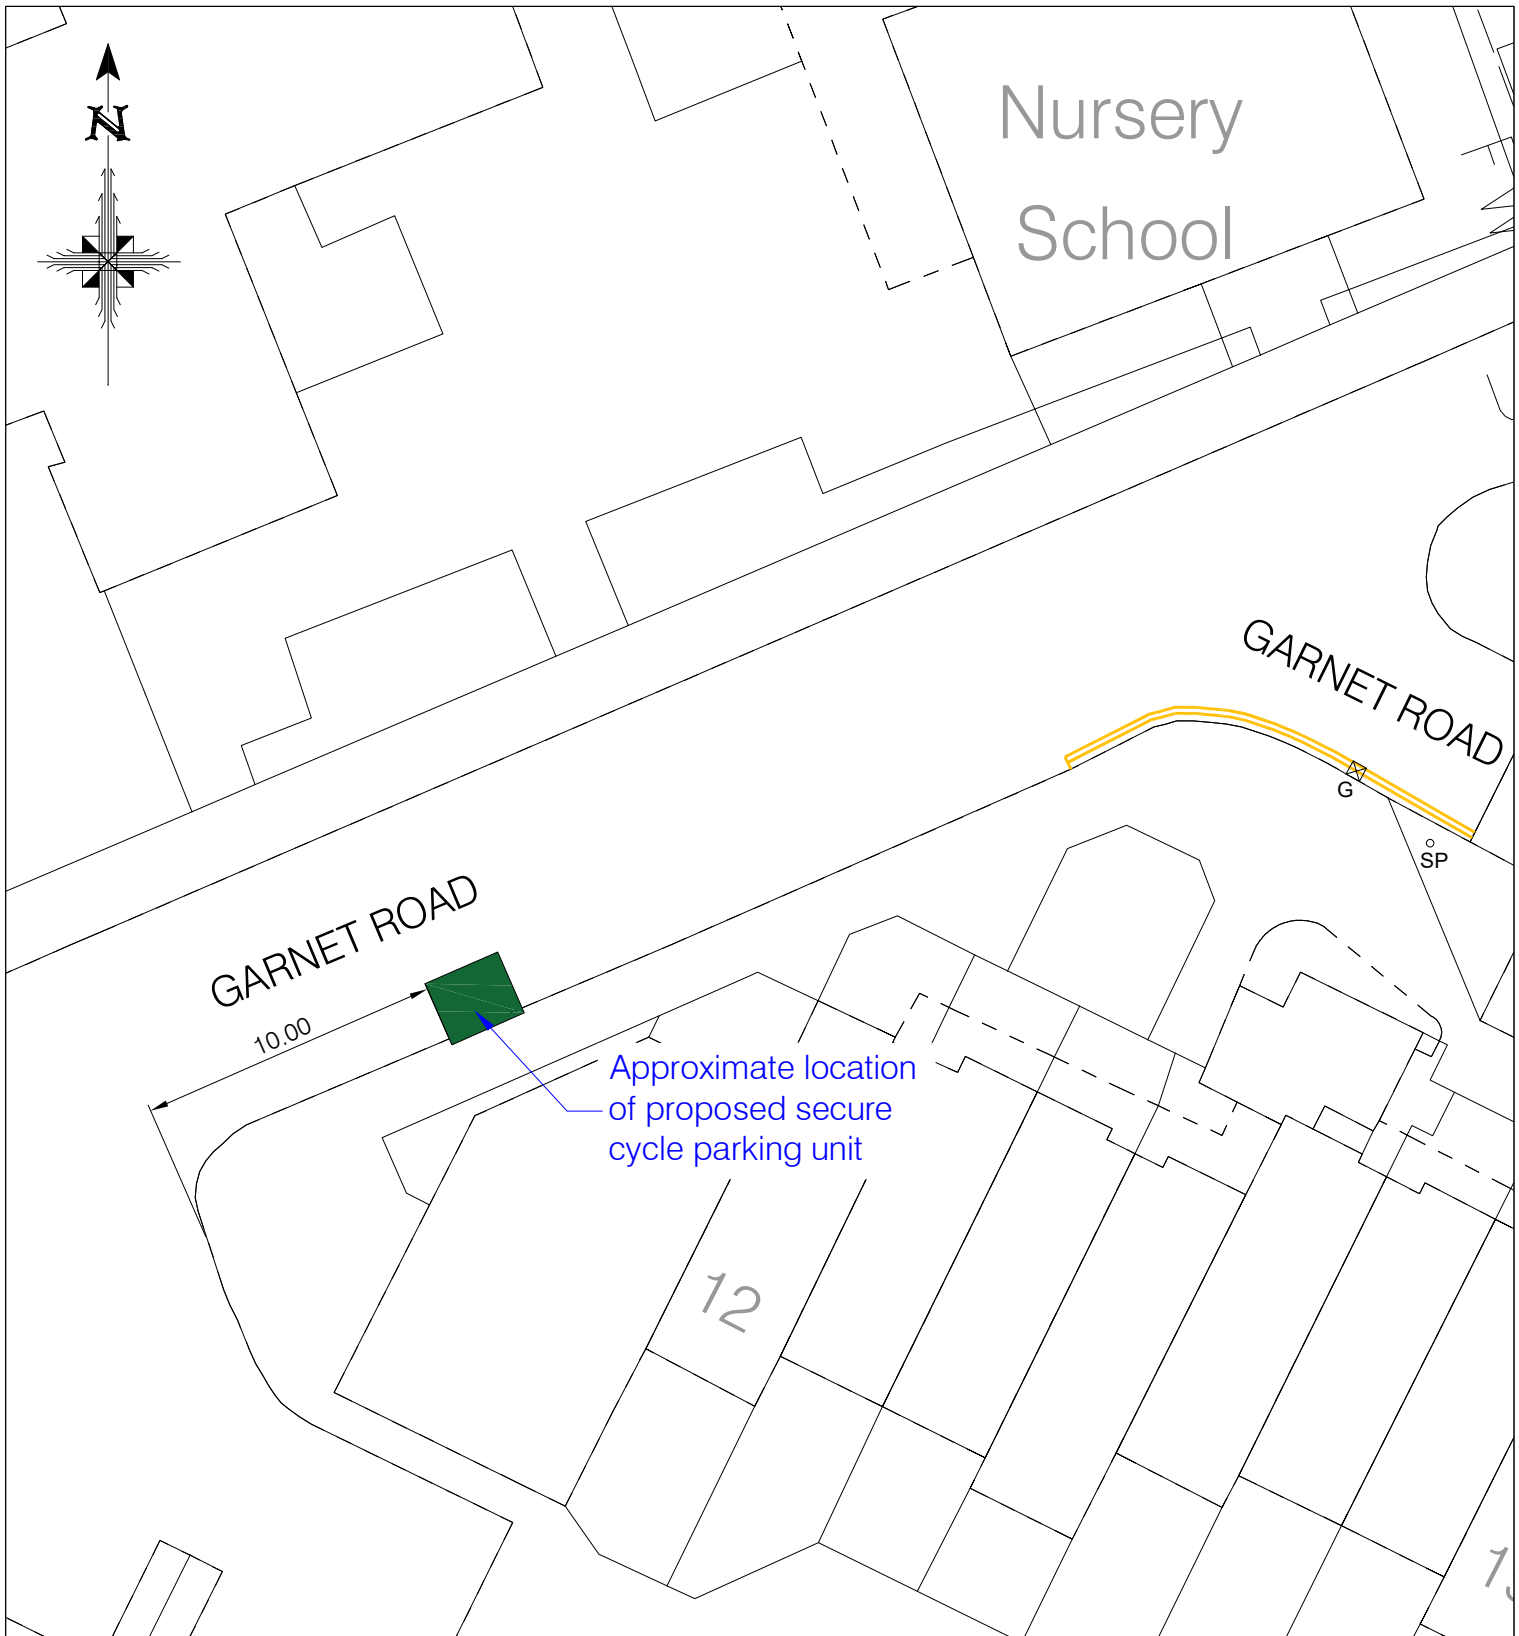 N
Nursery
School
GARNET ROAD
G
SP
GARNET ROAD
10.00
Approximate location
of proposed secure
cycle parking unit
12